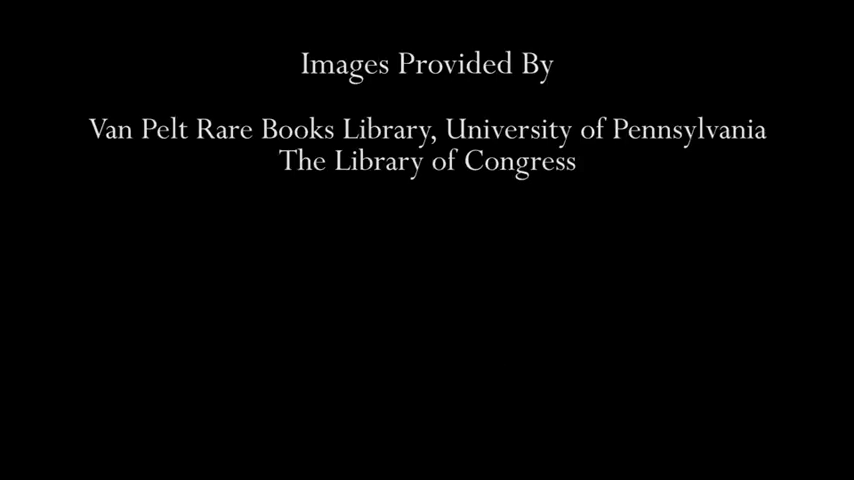 Images Provided By
Van Pelt Rare Books Library, University of Pennsylvania
The Library of Congress